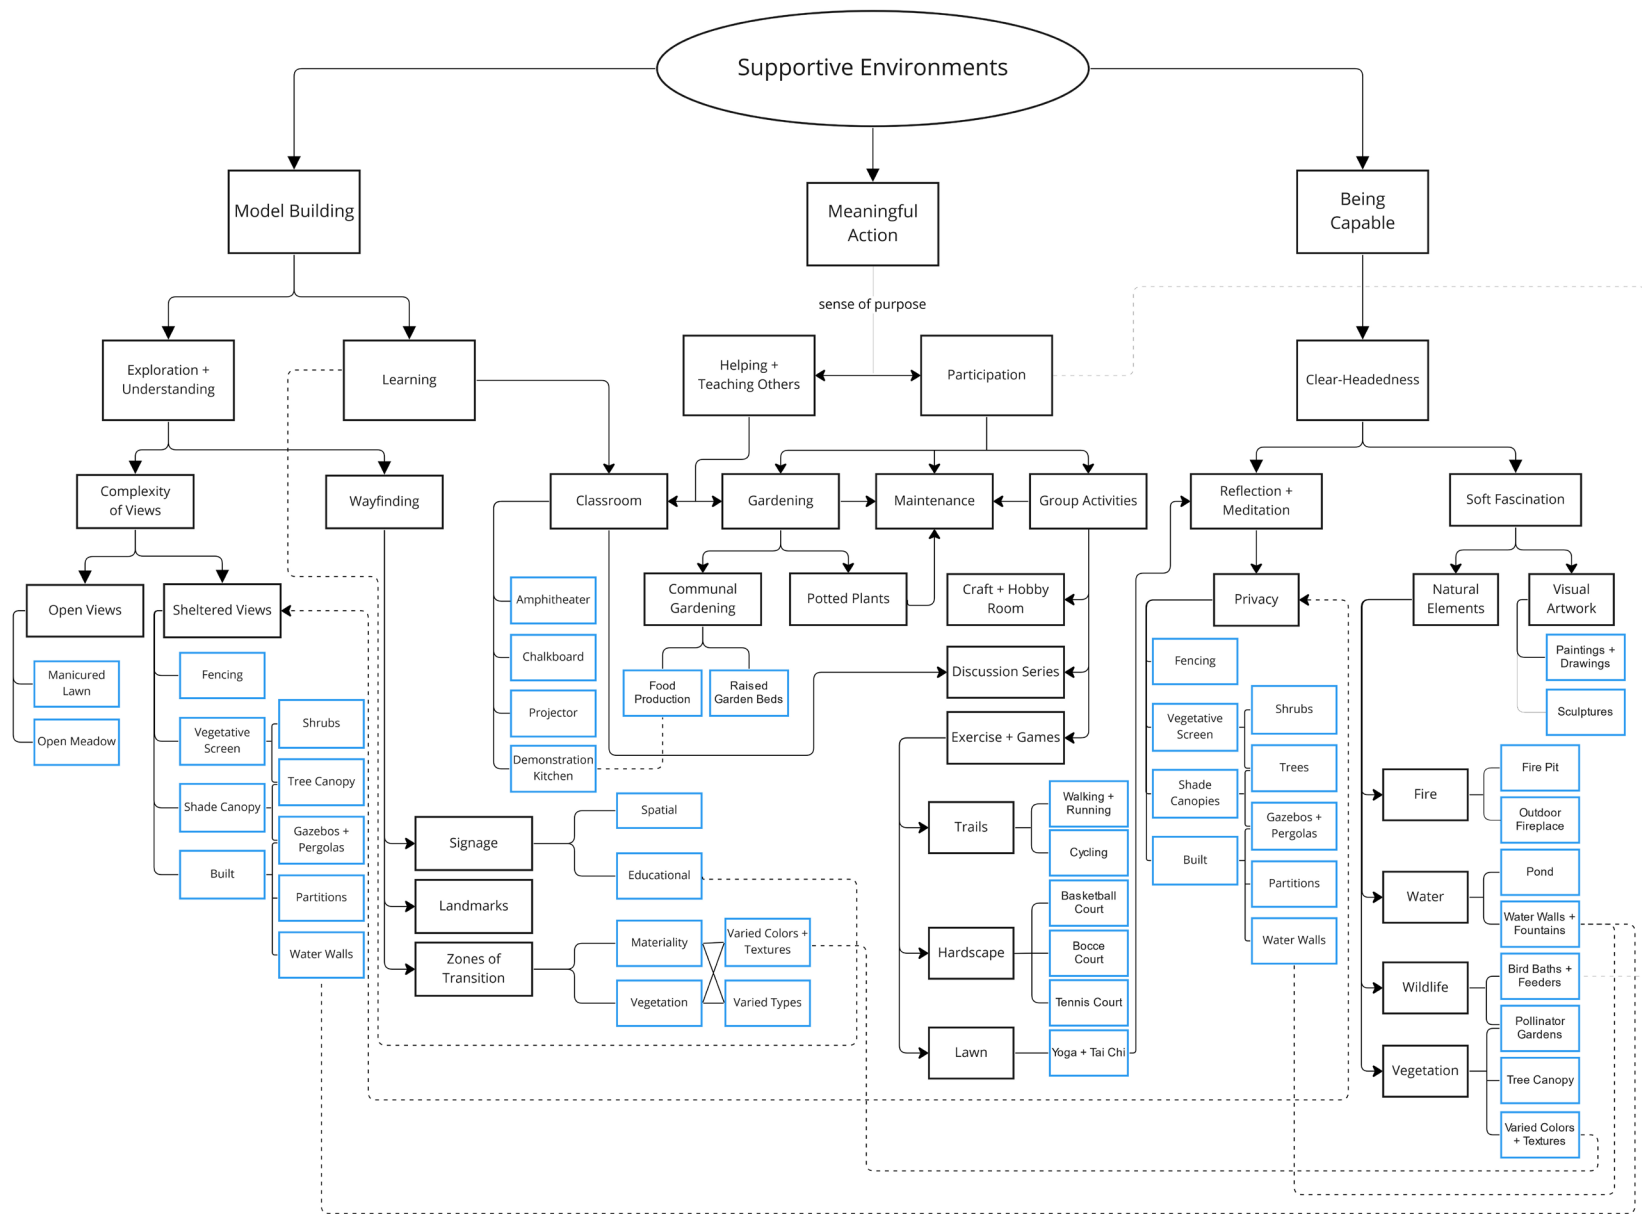 Supportive Environments
Model Building
Meaningful
Action
Being
Capable
sense of purpose
Exploration +
Understanding
Learning
Helping +
Teaching Others
Participation
Clear-Headedness
Complexity
of Views
Wayfinding
Classroom
Gardening
Maintenance
Group Activities
Reflection +
Meditation
Soft Fascination
Open Views
Sheltered Views
Amphitheater
Communal
Gardening
Potted Plants
Craft + Hobby
Room
Privacy
Natural
Elements
Visual
Artwork
Manicured
Lawn
Open Meadow
Fencing
Vegetative
Screen
Shade Canopy
Built
Shrubs
Tree Canopy
Gazebos +
Pergolas
Partitions
Water Walls
Chalkboard
Projector
Demonstration
Kitchen
Food
Production
Raised
Garden Beds
Discussion Series
Exercise + Games
Signage
Landmarks
Zones of
Transition
Spatial
Educational
Materiality
Vegetation
Varied Colors +
Textures
Varied Types
Trails
Hardscape
Lawn
Walking +
Running
Cycling
Basketball
Court
Bocce
Court
Tennis Court
Yoga + Tai Chi
Fencing
Vegetative
Screen
Shade
Canopies
Built
Shrubs
Trees
Gazebos +
Pergolas
Partitions
Water Walls
Paintings +
Drawings
Sculptures
Fire
Water
Wildlife
Vegetation
Fire Pit
Outdoor
Fireplace
Pond
Water Walls +
Fountains
Bird Baths +
Feeders
Pollinator
Gardens
Tree Canopy
Varied Colors
+ Textures